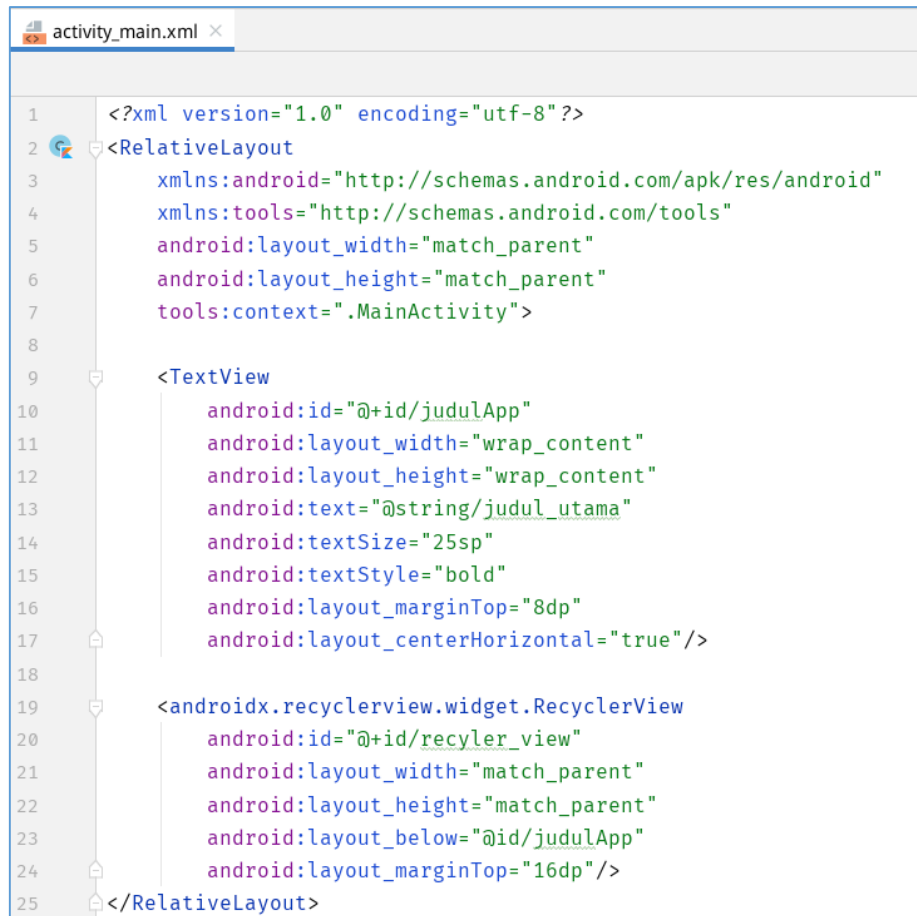 activity_main.xml
1 <?xml version="1.0" encoding="utf-8"?>
2 <RelativeLayout
3     xmlns:android="http://schemas.android.com/apk/res/android"
4     xmlns:tools="http://schemas.android.com/tools"
5     android:layout_width="match_parent"
6     android:layout_height="match_parent"
7     tools:context=".MainActivity">
8
9     <TextView
10         android:id="@+id/judulApp"
11         android:layout_width="wrap_content"
12         android:layout_height="wrap_content"
13         android:text="@string/judul_utama"
14         android:textSize="25sp"
15         android:textStyle="bold"
16         android:layout_marginTop="8dp"
17         android:layout_centerHorizontal="true"/>
18
19     <androidx.recyclerview.widget.RecyclerView
20         android:id="@+id/recyler_view"
21         android:layout_width="match_parent"
22         android:layout_height="match_parent"
23         android:layout_below="@id/judulApp"
24         android:layout_marginTop="16dp"/>
25 </RelativeLayout>